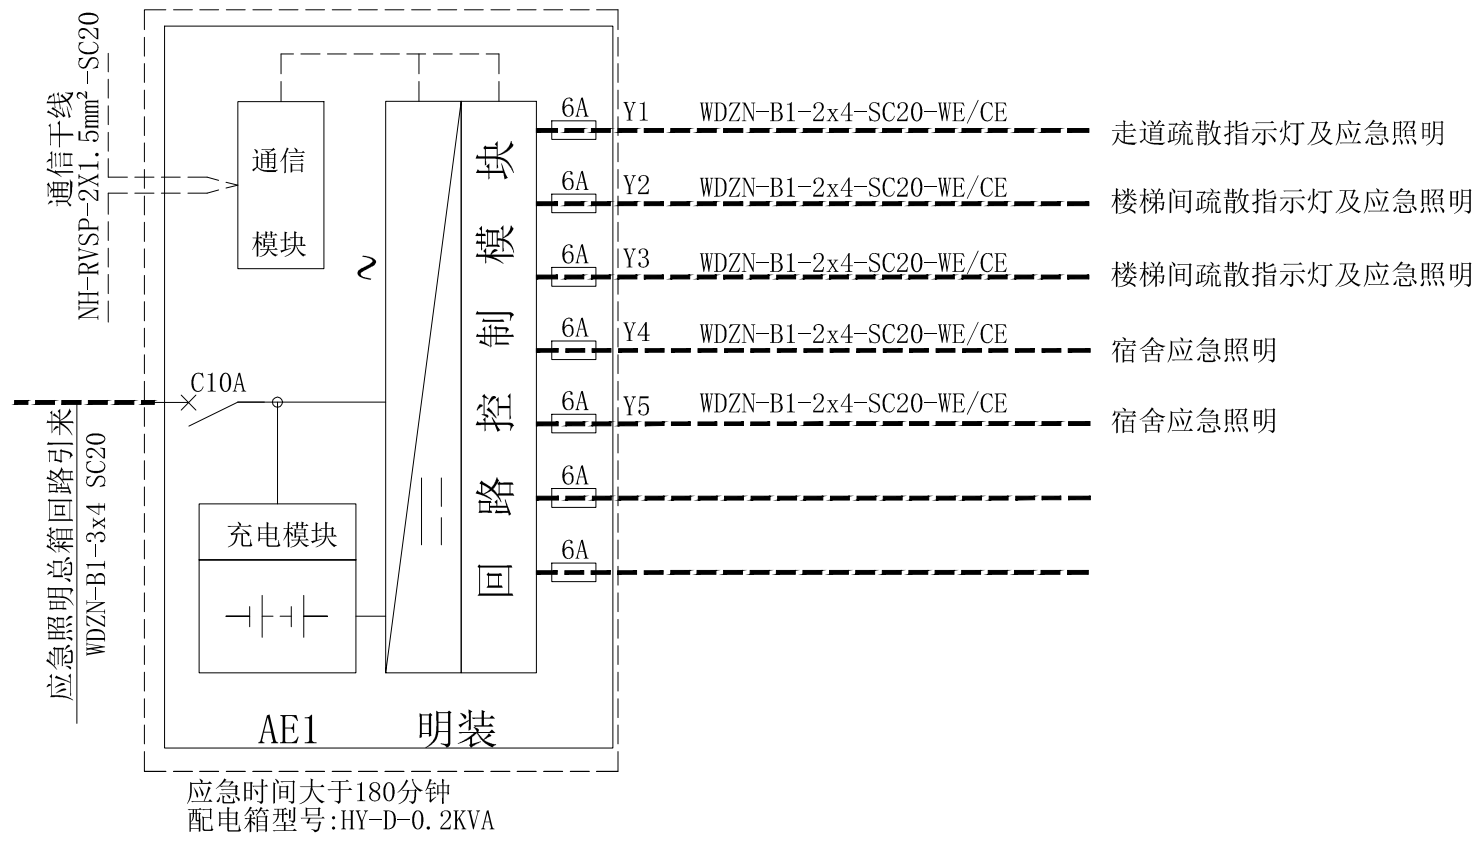 通信干线
NH-RVSP-2X1.5mm²-SC20
通信
模块
6A
Y1
WDZN-B1-2x4-SC20-WE/CE
走道疏散指示灯及应急照明
6A
Y2
WDZN-B1-2x4-SC20-WE/CE
楼梯间疏散指示灯及应急照明
6A
Y3
WDZN-B1-2x4-SC20-WE/CE
楼梯间疏散指示灯及应急照明
6A
Y4
WDZN-B1-2x4-SC20-WE/CE
宿舍应急照明
6A
Y5
WDZN-B1-2x4-SC20-WE/CE
宿舍应急照明
6A
6A
回路控制模块
~
C10A
应急照明总箱回路引来
WDZN-B1-3x4 SC20
充电模块
AE1 明装
应急时间大于180分钟
配电箱型号:HY-D-0.2KVA